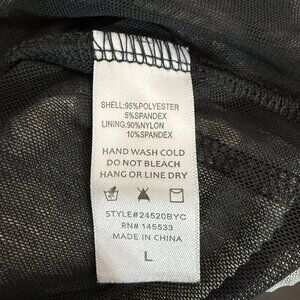 SHELL:95%POLYESTER
5%SPANDEX
LINING:90%NYLON
10%SPANDEX
HAND WASH COLD
DO NOT BLEACH
HANG OR LINE DRY
STYLE#24520BYC
RN# 145533
MADE IN CHINA
L